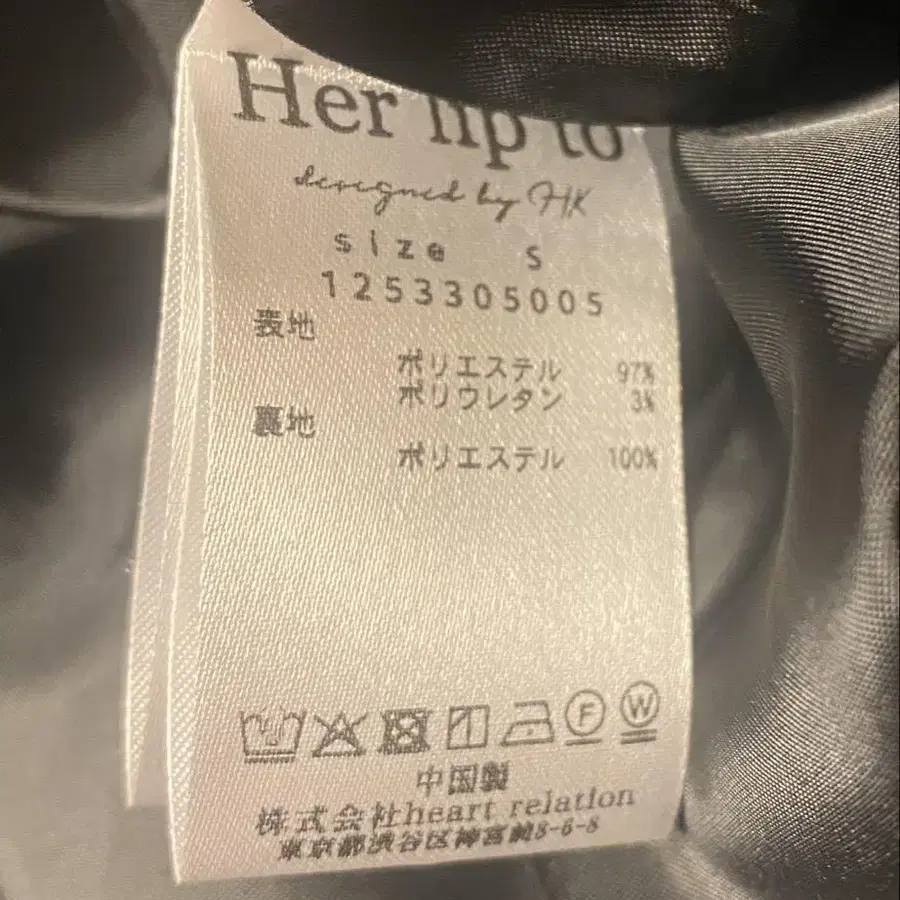 Her lip to
designed by HK
size S
1253305005
表地
ポリエステル 97%
ポリウレタン 3%
裏地
ポリエステル 100%
F W
中国製
株式会社heart relation
東京都渋谷区神宮前8-6-8